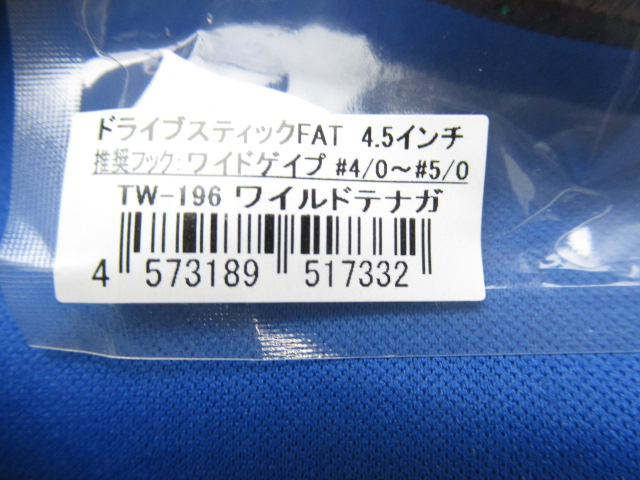 ドライブスティックFAT 4.5インチ
推奨フック:ワイドゲイプ #4/0～#5/0
TW-196 ワイルドテナガ
4 573189 517332